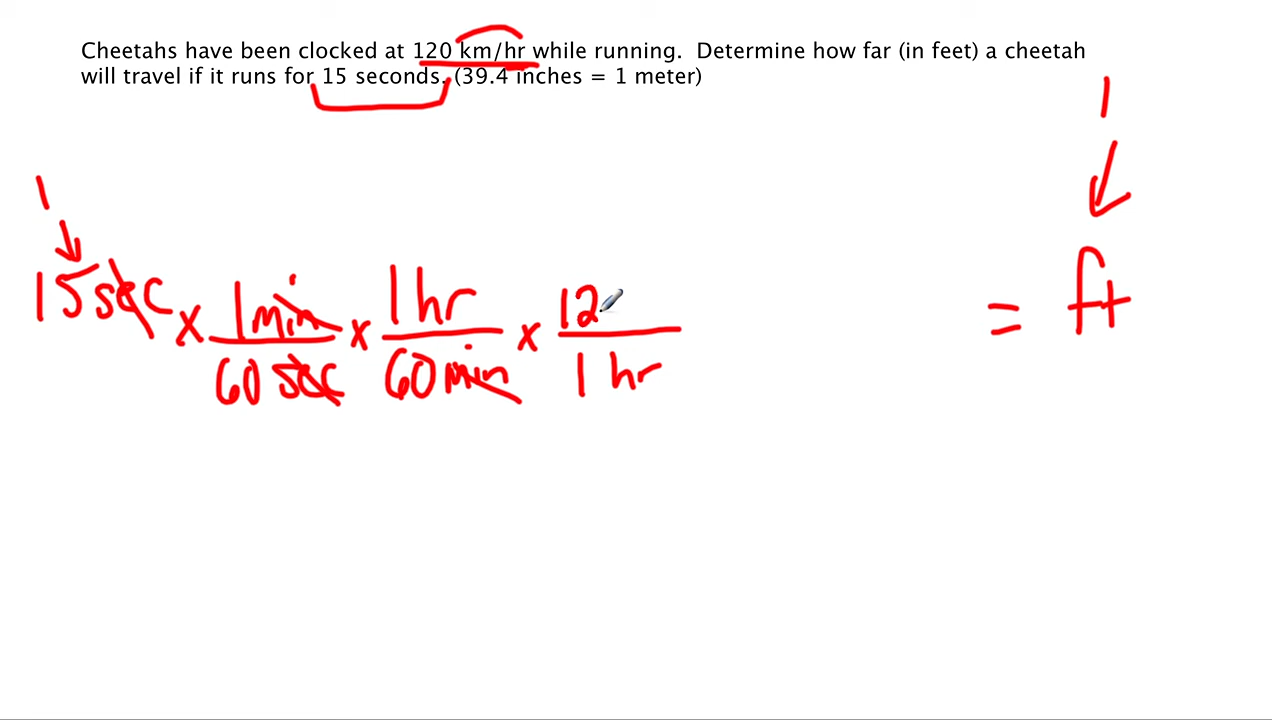 Cheetahs have been clocked at 120 km/hr while running. Determine how far (in feet) a cheetah
will travel if it runs for 15 seconds. (39.4 inches = 1 meter)
15 sec x 1 min / 60 sec x 1 hr / 60 min x 12 / 1 hr = ft